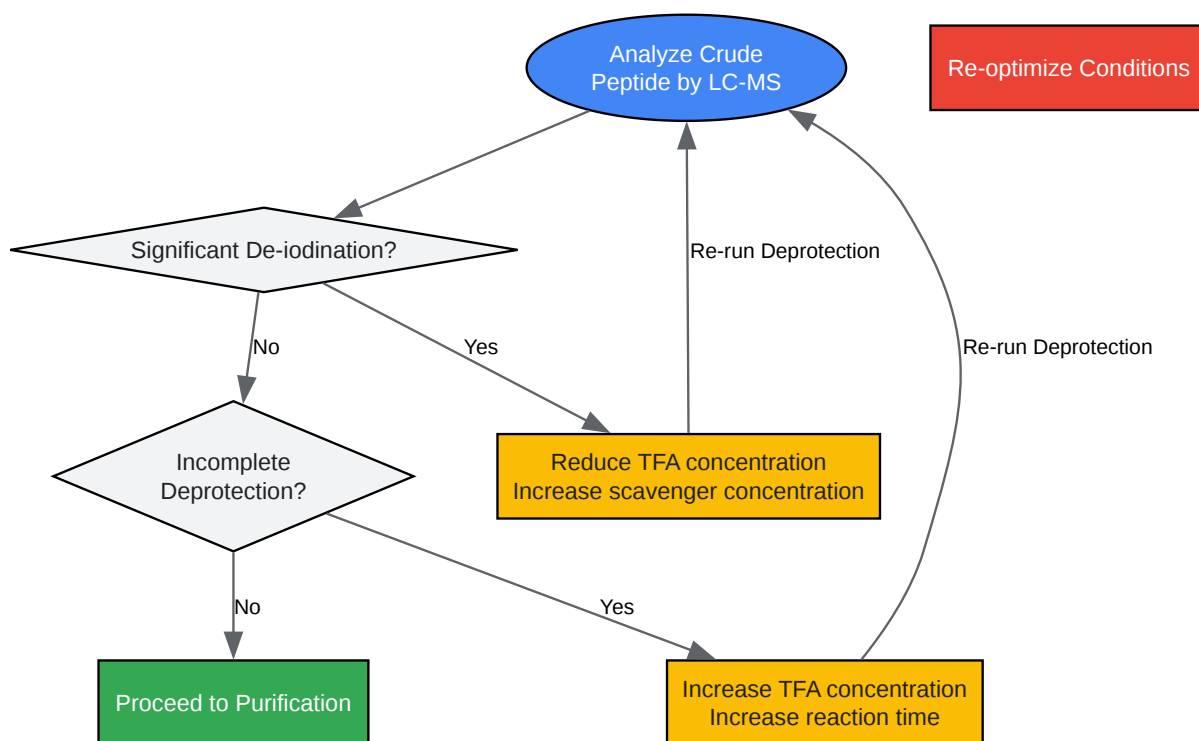 Analyze Crude
Peptide by LC-MS
Re-optimize Conditions
Significant De-iodination?
Re-run Deprotection
No
Yes
Re-run Deprotection
Incomplete
Deprotection?
Reduce TFA concentration
Increase scavenger concentration
No
Yes
Proceed to Purification
Increase TFA concentration
Increase reaction time